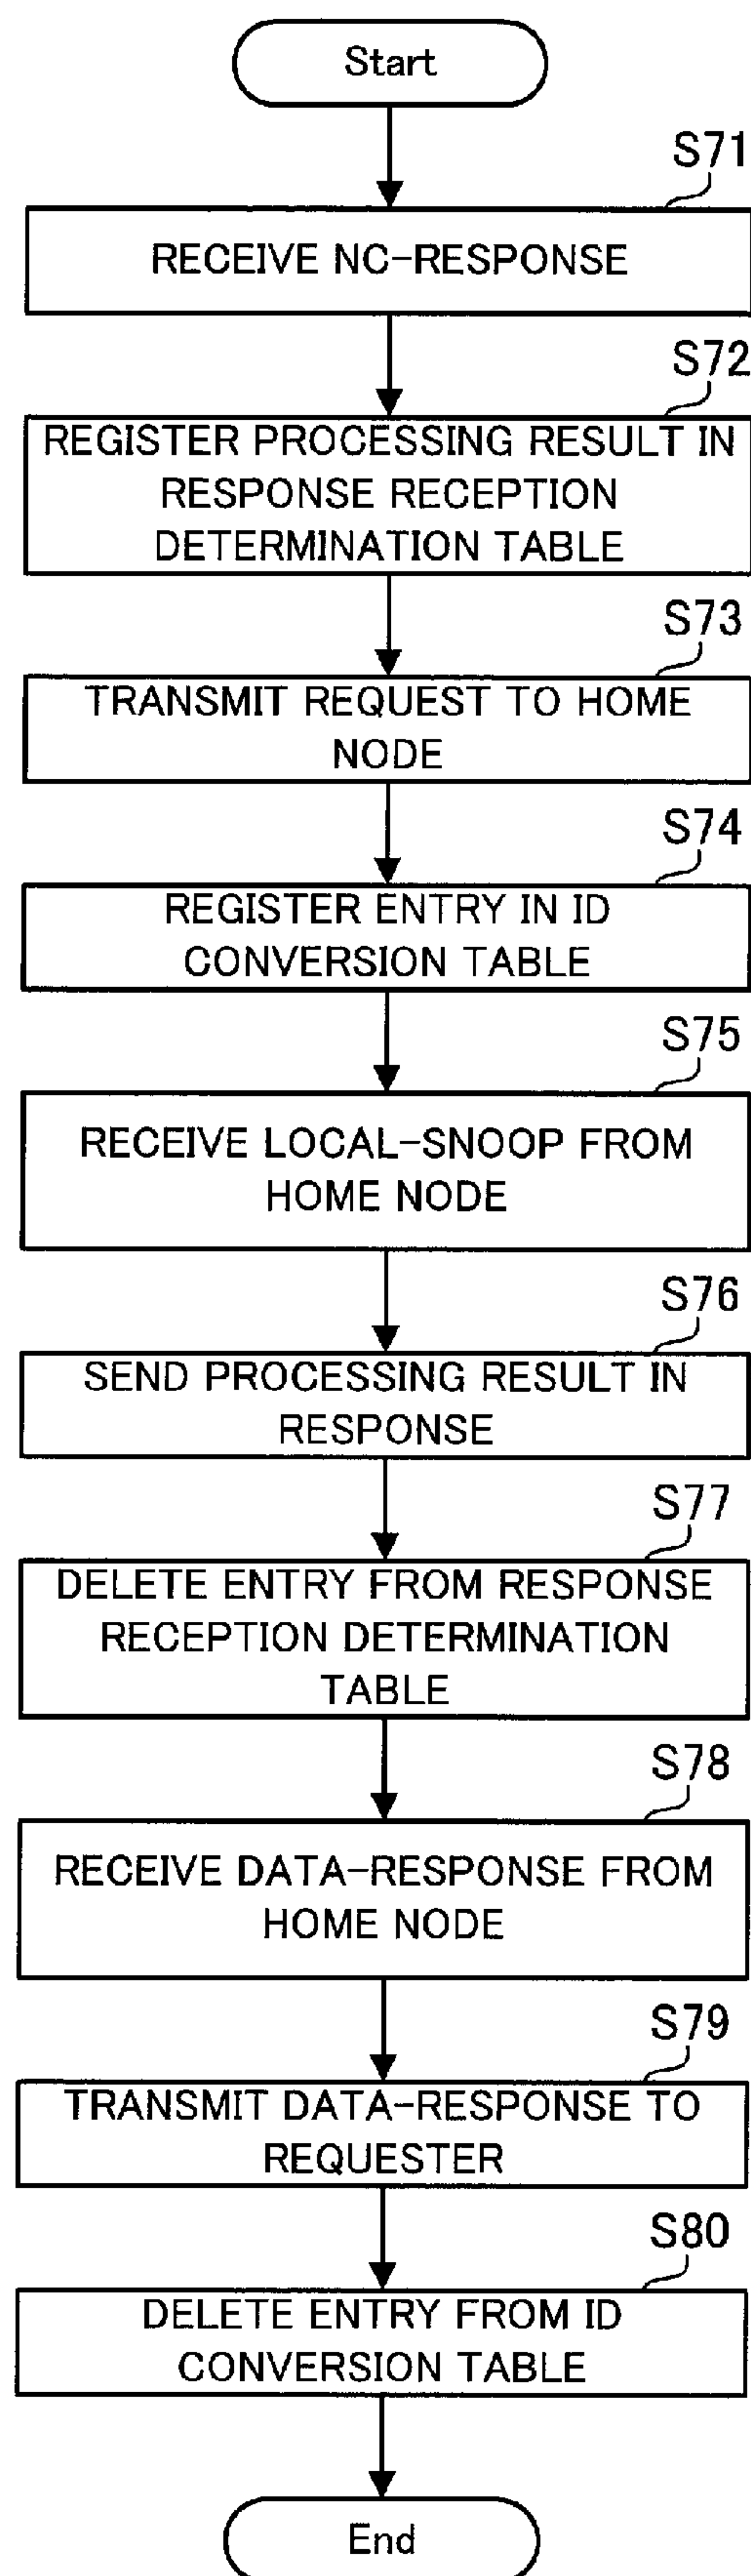 Start
S71
RECEIVE NC-RESPONSE
S72
REGISTER PROCESSING RESULT IN
RESPONSE RECEPTION
DETERMINATION TABLE
S73
TRANSMIT REQUEST TO HOME
NODE
S74
REGISTER ENTRY IN ID
CONVERSION TABLE
S75
RECEIVE LOCAL-SNOOP FROM
HOME NODE
S76
SEND PROCESSING RESULT IN
RESPONSE
S77
DELETE ENTRY FROM RESPONSE
RECEPTION DETERMINATION
TABLE
S78
RECEIVE DATA-RESPONSE FROM
HOME NODE
S79
TRANSMIT DATA-RESPONSE TO
REQUESTER
S80
DELETE ENTRY FROM ID
CONVERSION TABLE
End